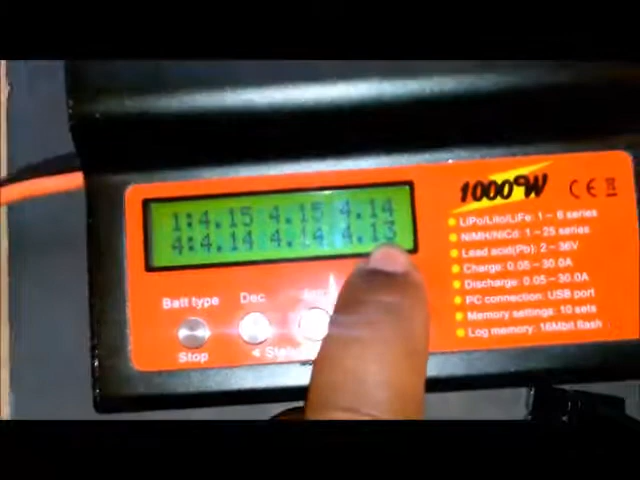 1:4.15 4.15 4.14
4:4.14 4.14 4.13
1000W CE
LiPo/Lilo/LiFe: 1~6 series
NiMH/NiCd: 1~25 series
Lead acid(Pb): 2~36V
Charge: 0.05~30.0A
Discharge: 0.05~30.0A
PC connection: USB port
Memory settings: 10 sets
Log memory: 16Mbit flash
Batt type
Dec
Stop